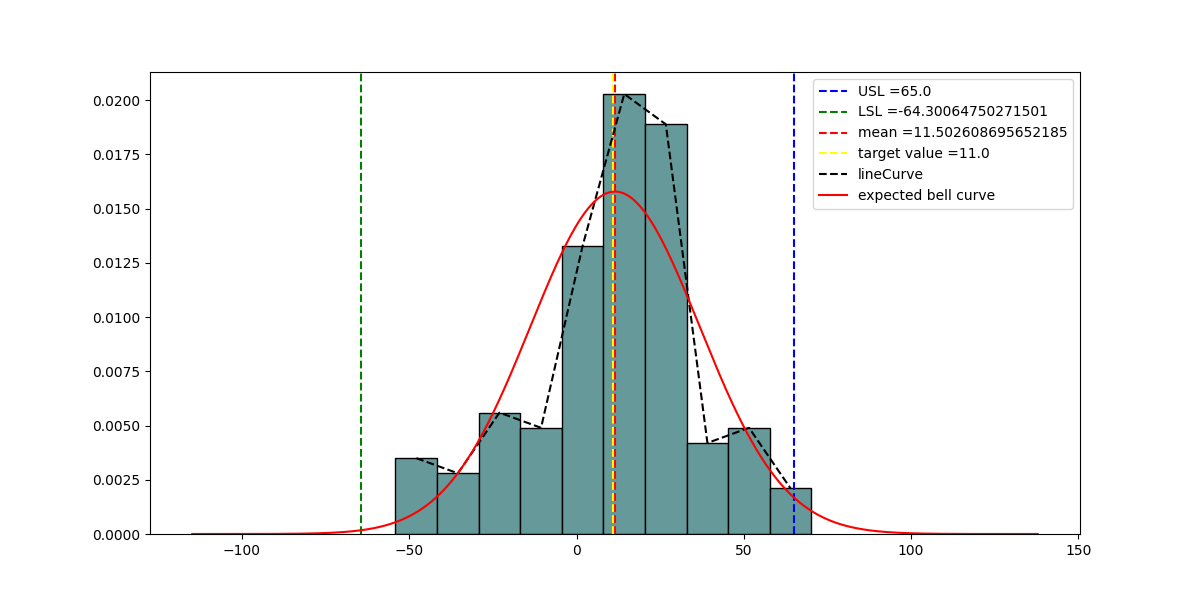 0.0200
0.0175
0.0150
0.0125
0.0100
0.0075
0.0050
0.0025
0.0000
−100
−50
0
50
100
150
USL =65.0
LSL =-64.30064750271501
mean =11.502608695652185
target value =11.0
lineCurve
expected bell curve